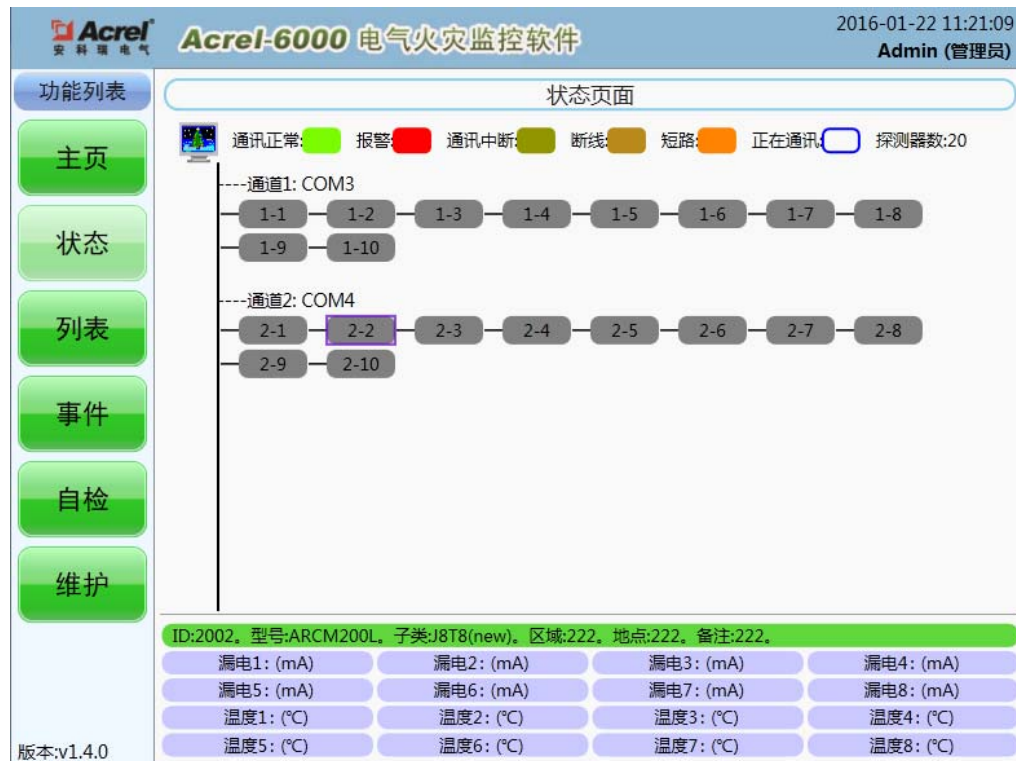 Acrel
安科瑞电气
Acrel-6000 电气火灾监控软件
2016-01-22 11:21:09
Admin (管理员)
功能列表
状态页面
主页
状态
列表
事件
自检
维护
版本:v1.4.0
通讯正常: 报警: 通讯中断: 断线: 短路: 正在通讯: 探测器数:20
----通道1: COM3
1-1 1-2 1-3 1-4 1-5 1-6 1-7 1-8
1-9 1-10
----通道2: COM4
2-1 2-2 2-3 2-4 2-5 2-6 2-7 2-8
2-9 2-10
ID:2002。型号:ARCM200L。子类:J8T8(new)。区域:222。地点:222。备注:222。
漏电1: (mA) 漏电2: (mA) 漏电3: (mA) 漏电4: (mA)
漏电5: (mA) 漏电6: (mA) 漏电7: (mA) 漏电8: (mA)
温度1: (℃) 温度2: (℃) 温度3: (℃) 温度4: (℃)
温度5: (℃) 温度6: (℃) 温度7: (℃) 温度8: (℃)